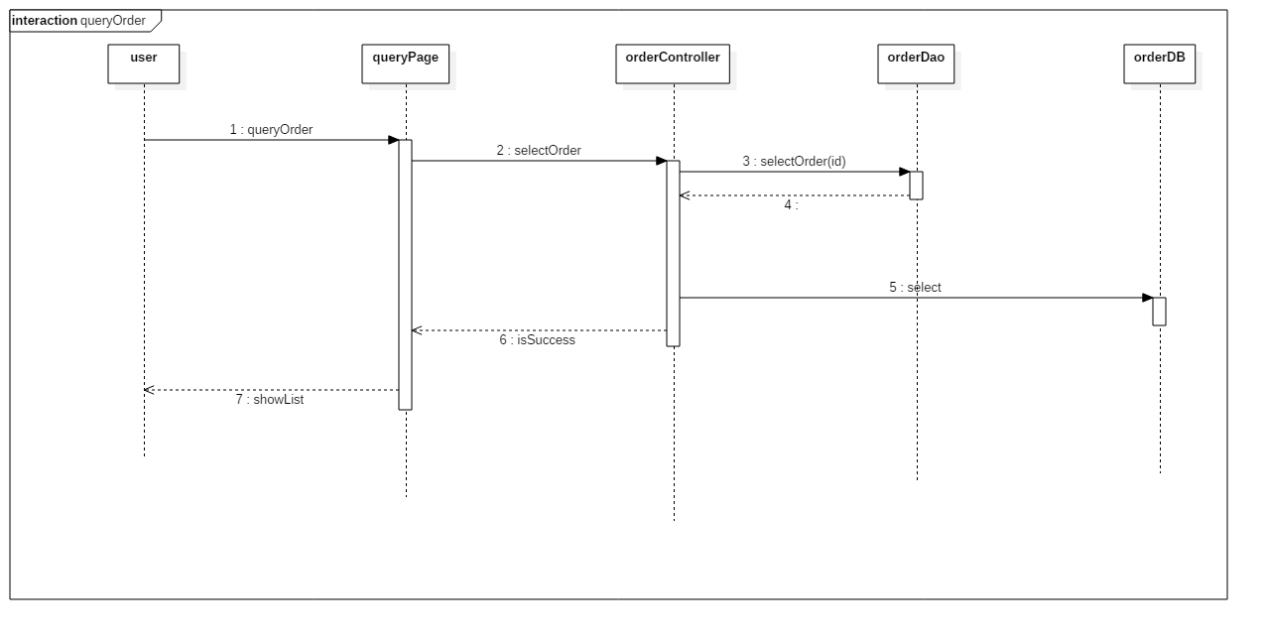 interaction queryOrder
user
queryPage
orderController
orderDao
orderDB
1 : queryOrder
2 : selectOrder
3 : selectOrder(id)
4 :
5 : select
6 : isSuccess
7 : showList